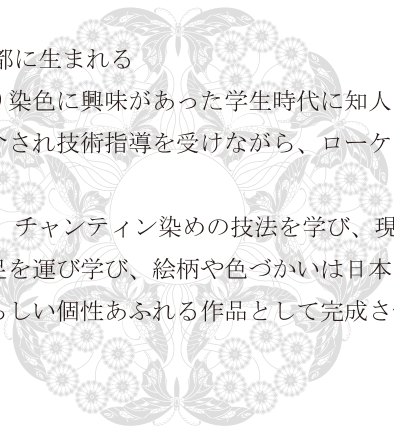 都に生まれる
り染色に興味があった学生時代に知人
介され技術指導を受けながら、ローケ
チャンティン染めの技法を学び、現
足を運び学び、絵柄や色づかいは日本
らしい個性あふれる作品として完成さ